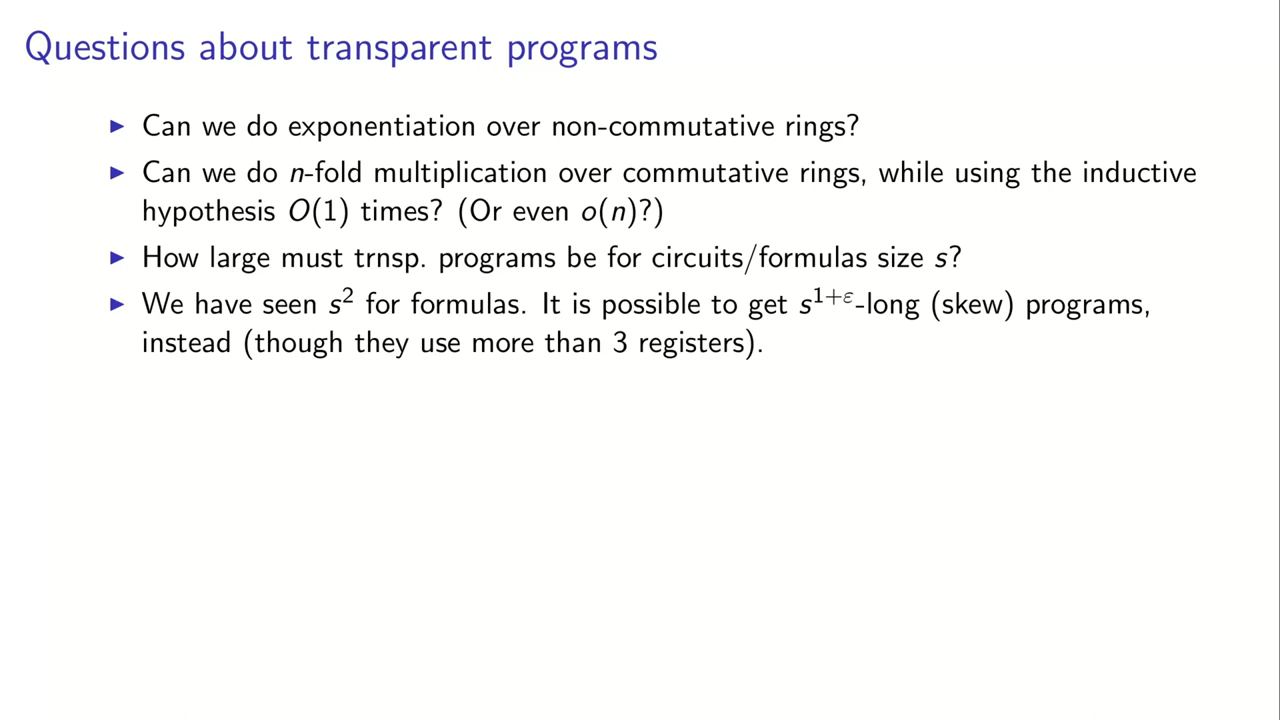 Questions about transparent programs
▶ Can we do exponentiation over non-commutative rings?
▶ Can we do n-fold multiplication over commutative rings, while using the inductive
hypothesis O(1) times? (Or even o(n)?)
▶ How large must trnsp. programs be for circuits/formulas size s?
▶ We have seen s² for formulas. It is possible to get s¹⁺ᵋ-long (skew) programs,
instead (though they use more than 3 registers).